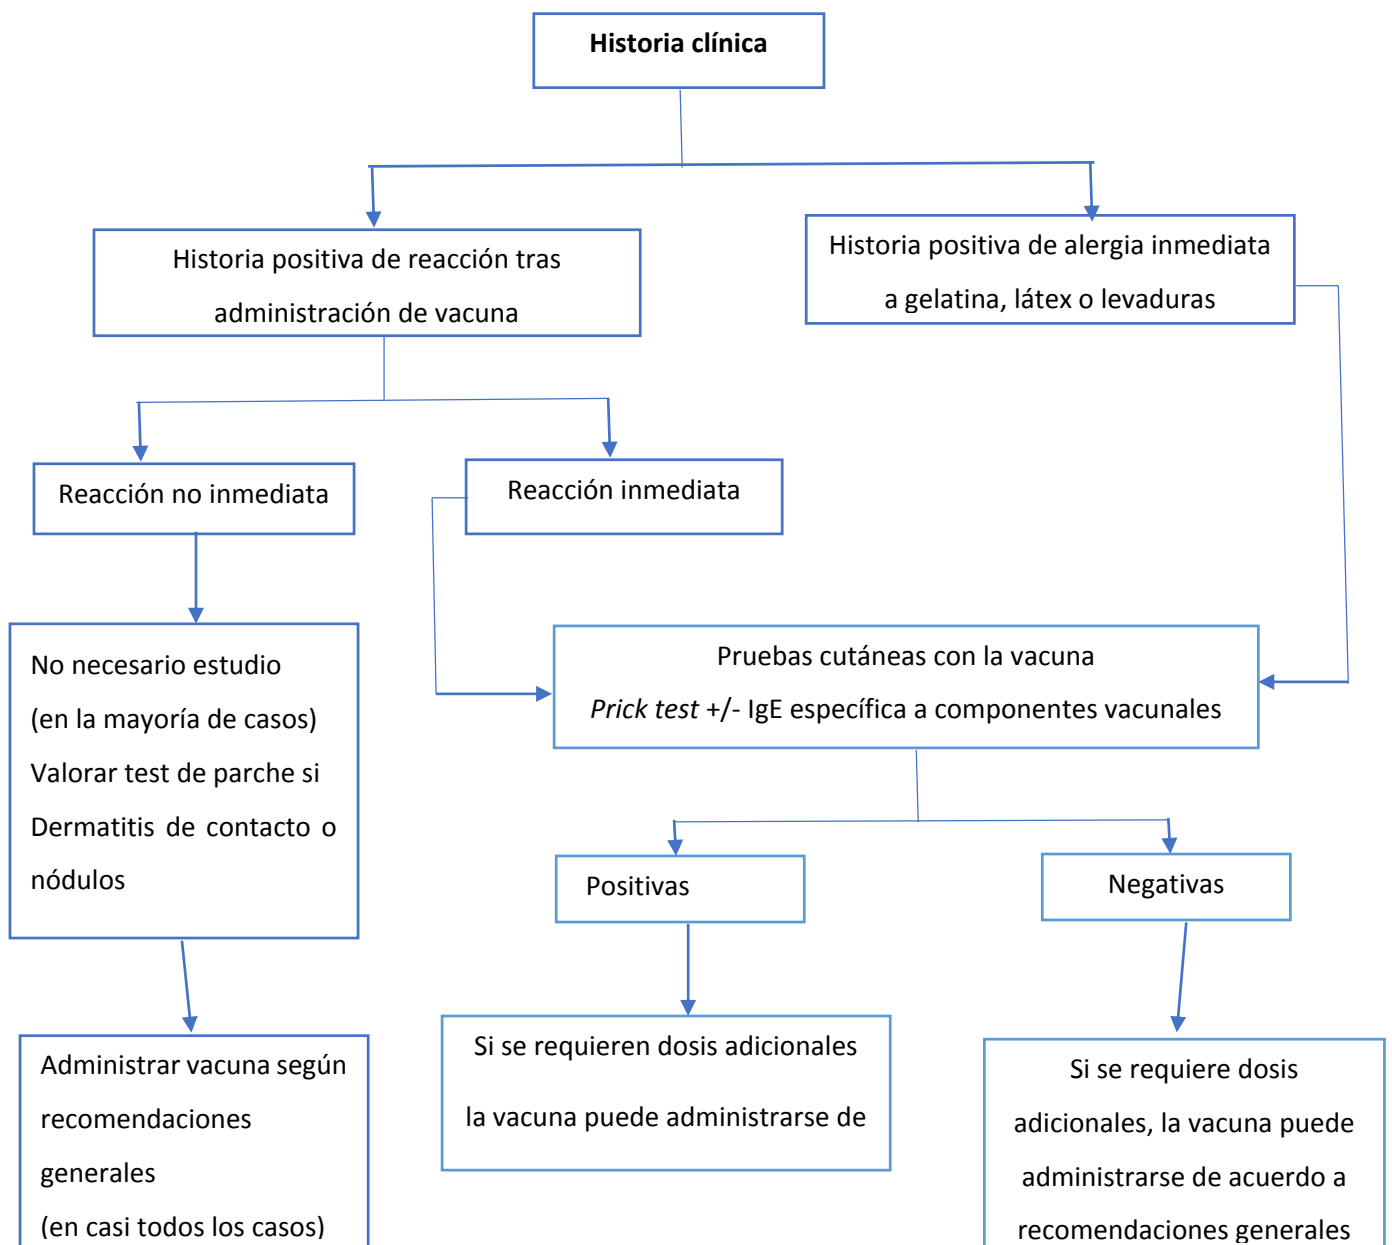 Historia clínica
Historia positiva de reacción tras
administración de vacuna
Historia positiva de alergia inmediata
a gelatina, látex o levaduras
Reacción no inmediata
Reacción inmediata
No necesario estudio
(en la mayoría de casos)
Valorar test de parche si
Dermatitis de contacto o
nódulos
Pruebas cutáneas con la vacuna
Prick test +/- IgE específica a componentes vacunales
Positivas
Negativas
Administrar vacuna según
recomendaciones
generales
(en casi todos los casos)
Si se requieren dosis adicionales
la vacuna puede administrarse de
Si se requiere dosis
adicionales, la vacuna puede
administrarse de acuerdo a
recomendaciones generales